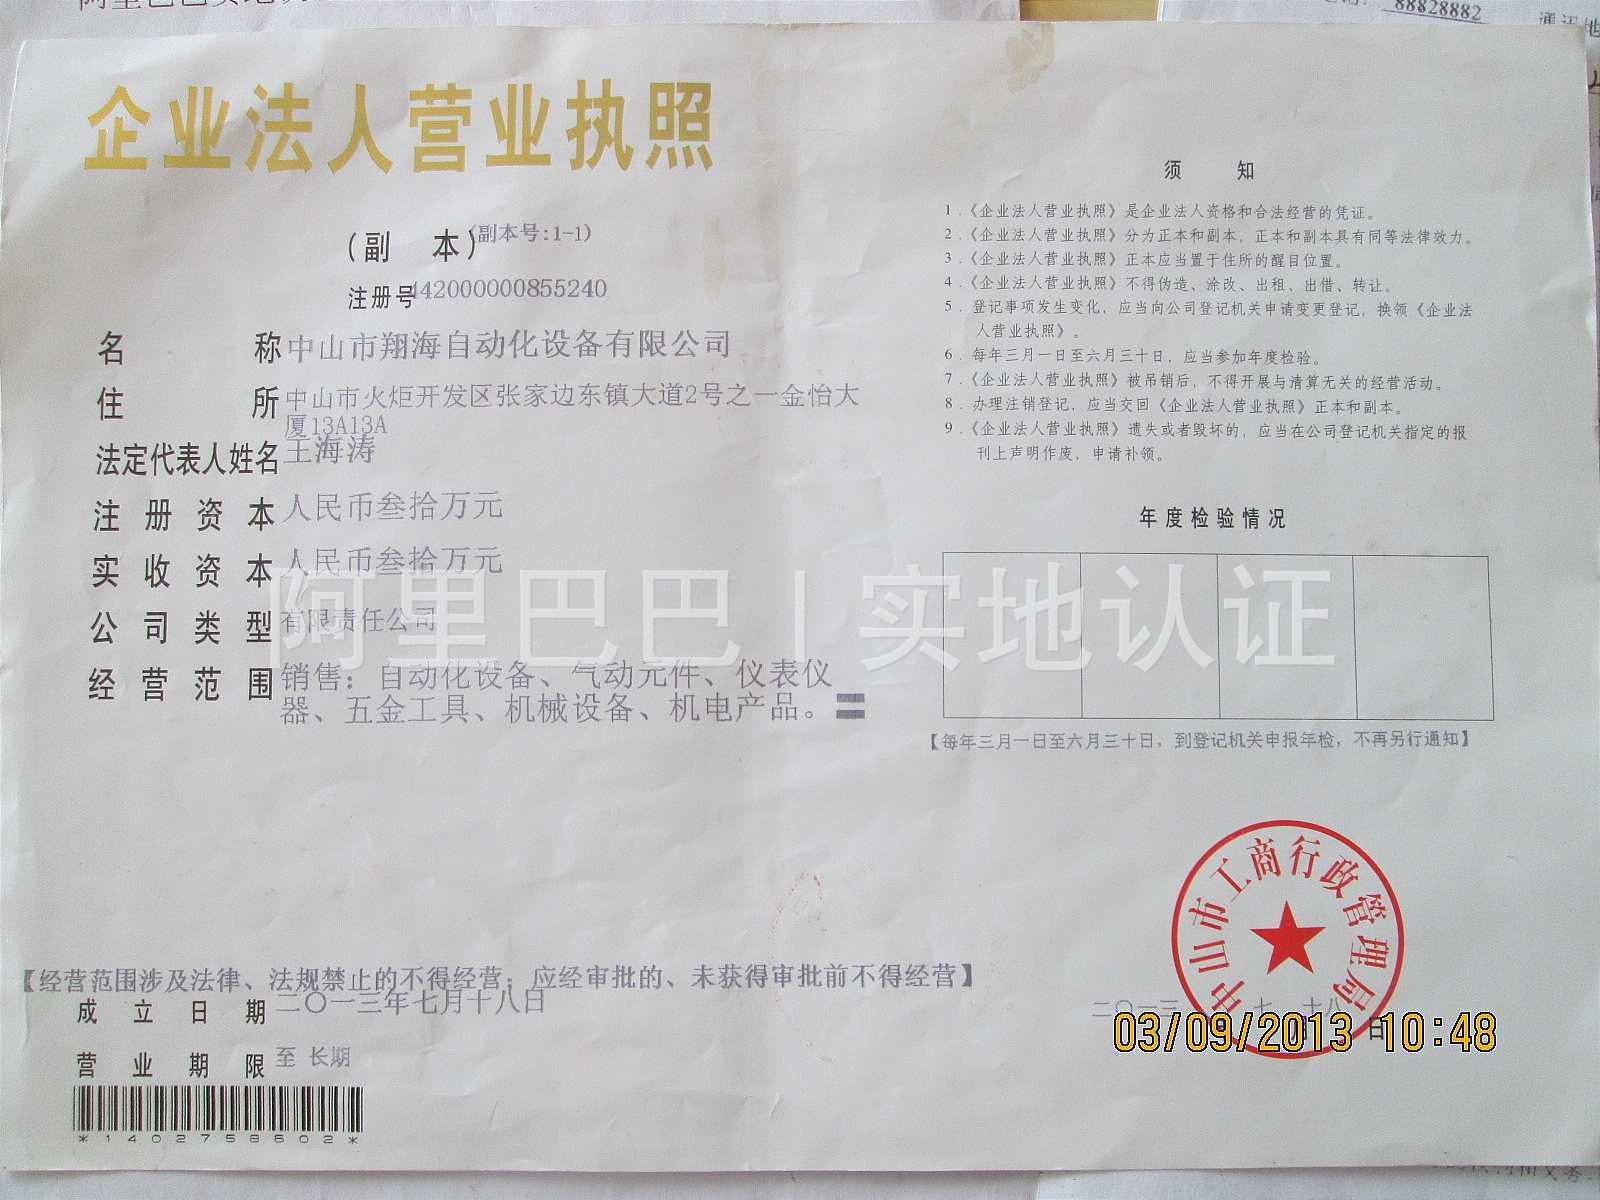 88828882
企业法人营业执照
(副 本)(副本号:1-1)
注册号442000000855240
名 称 中山市翔海自动化设备有限公司
住 所 中山市火炬开发区张家边东镇大道2号之一金怡大
厦13A13A
法定代表人姓名 王海涛
注册资本 人民币叁拾万元
实收资本 人民币叁拾万元
公司类型 有限责任公司
经营范围 销售：自动化设备、气动元件、仪表仪
器、五金工具、机械设备、机电产品。
【经营范围涉及法律、法规禁止的不得经营；应经审批的、未获得审批前不得经营】
成立日期 二〇一三年七月十八日
营业期限 至 长期
*1402758602*
须 知
1.《企业法人营业执照》是企业法人资格和合法经营的凭证。
2.《企业法人营业执照》分为正本和副本，正本和副本具有同等法律效力。
3.《企业法人营业执照》正本应当置于住所的醒目位置。
4.《企业法人营业执照》不得伪造、涂改、出租、出借、转让。
5.登记事项发生变化，应当向公司登记机关申请变更登记，换领《企业法
人营业执照》。
6.每年三月一日至六月三十日，应当参加年度检验。
7.《企业法人营业执照》被吊销后，不得开展与清算无关的经营活动。
8.办理注销登记，应当交回《企业法人营业执照》正本和副本。
9.《企业法人营业执照》遗失或者毁坏的，应当在公司登记机关指定的报
刊上声明作废，申请补领。
年度检验情况
【每年三月一日至六月三十日，到登记机关申报年检，不再另行通知】
中山市工商行政管理局
二〇一三 七 十八 日
03/09/2013 10:48
阿里巴巴|实地认证